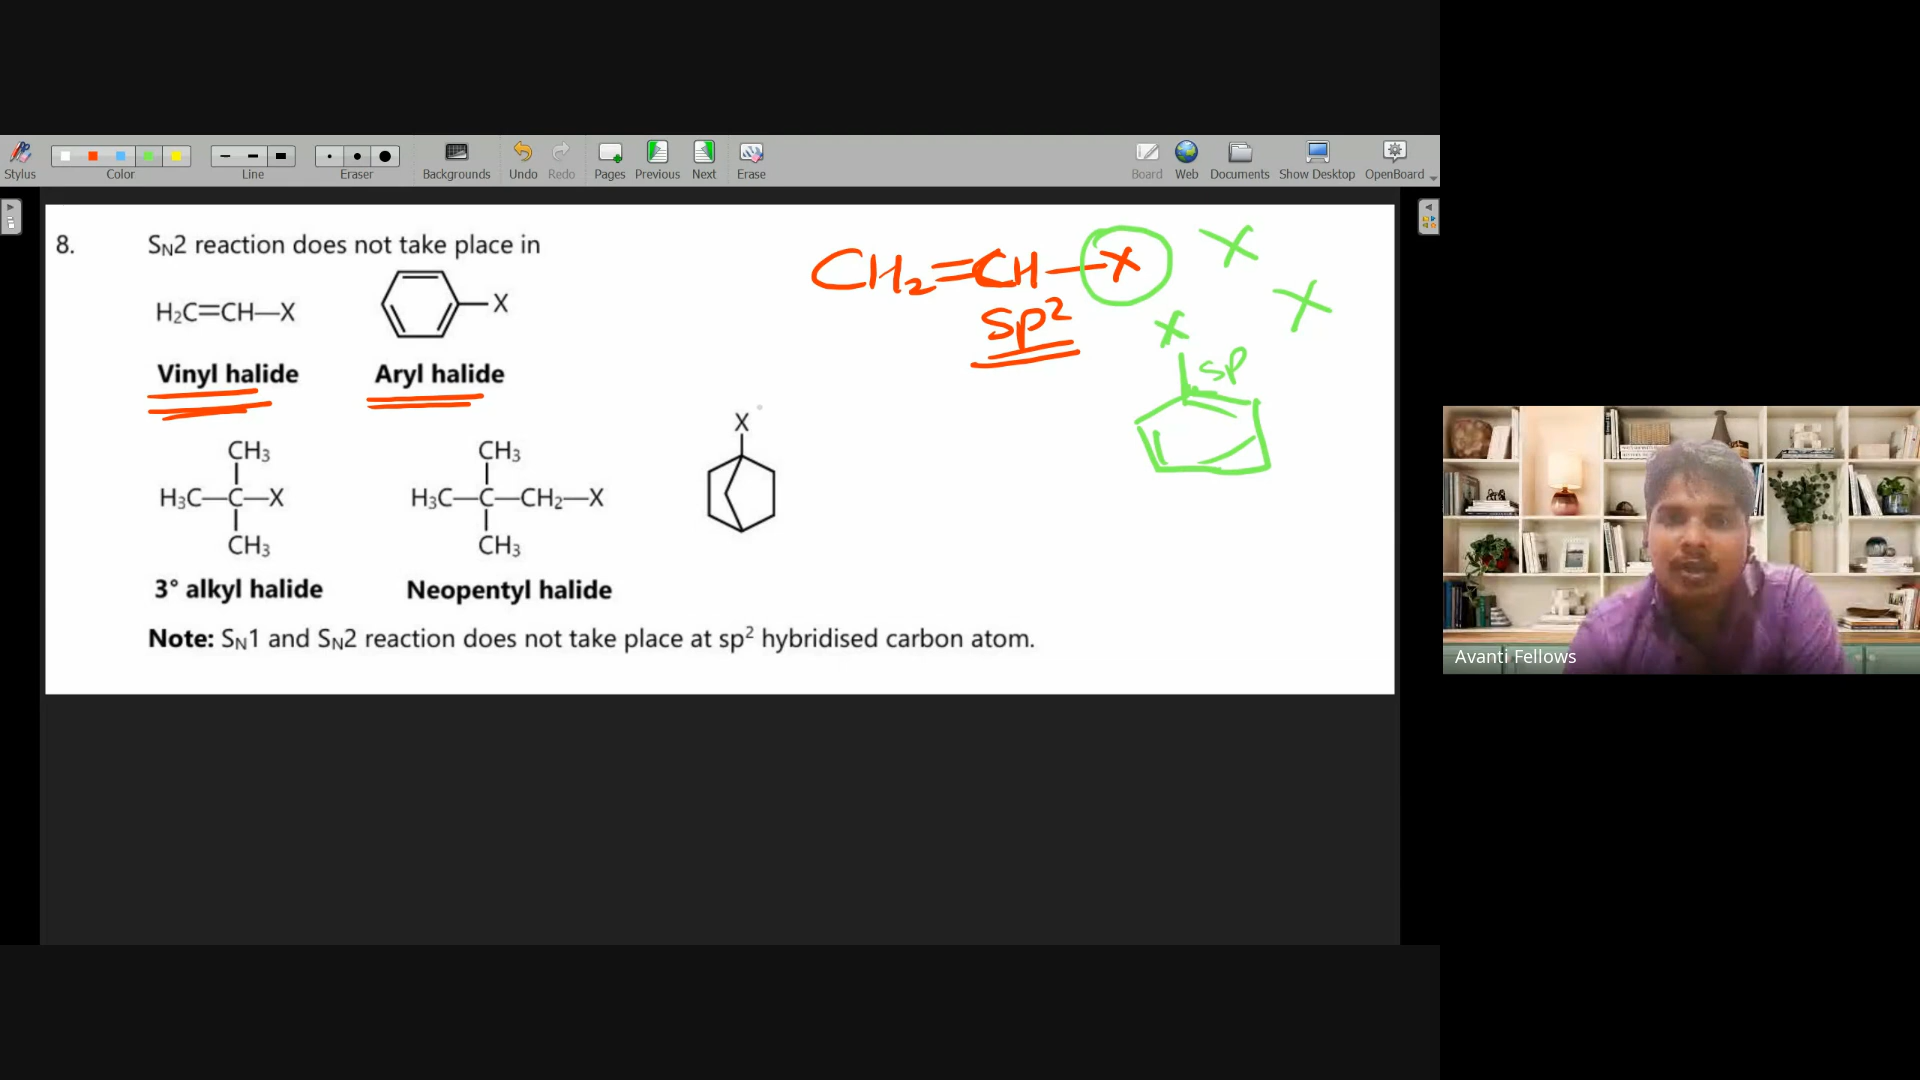 Stylus Color Line Eraser Backgrounds Undo Redo Pages Previous Next Erase Board Web Documents Show Desktop OpenBoard
8. SN2 reaction does not take place in
H₂C=CH—X
X
Vinyl halide
Aryl halide
CH₃
H₃C—C—X
CH₃
3° alkyl halide
CH₃
H₃C—C—CH₂—X
CH₃
Neopentyl halide
X
Note: SN1 and SN2 reaction does not take place at sp² hybridised carbon atom.
CH₂=CH—X
sp²
X
X
X
sp
Avanti Fellows